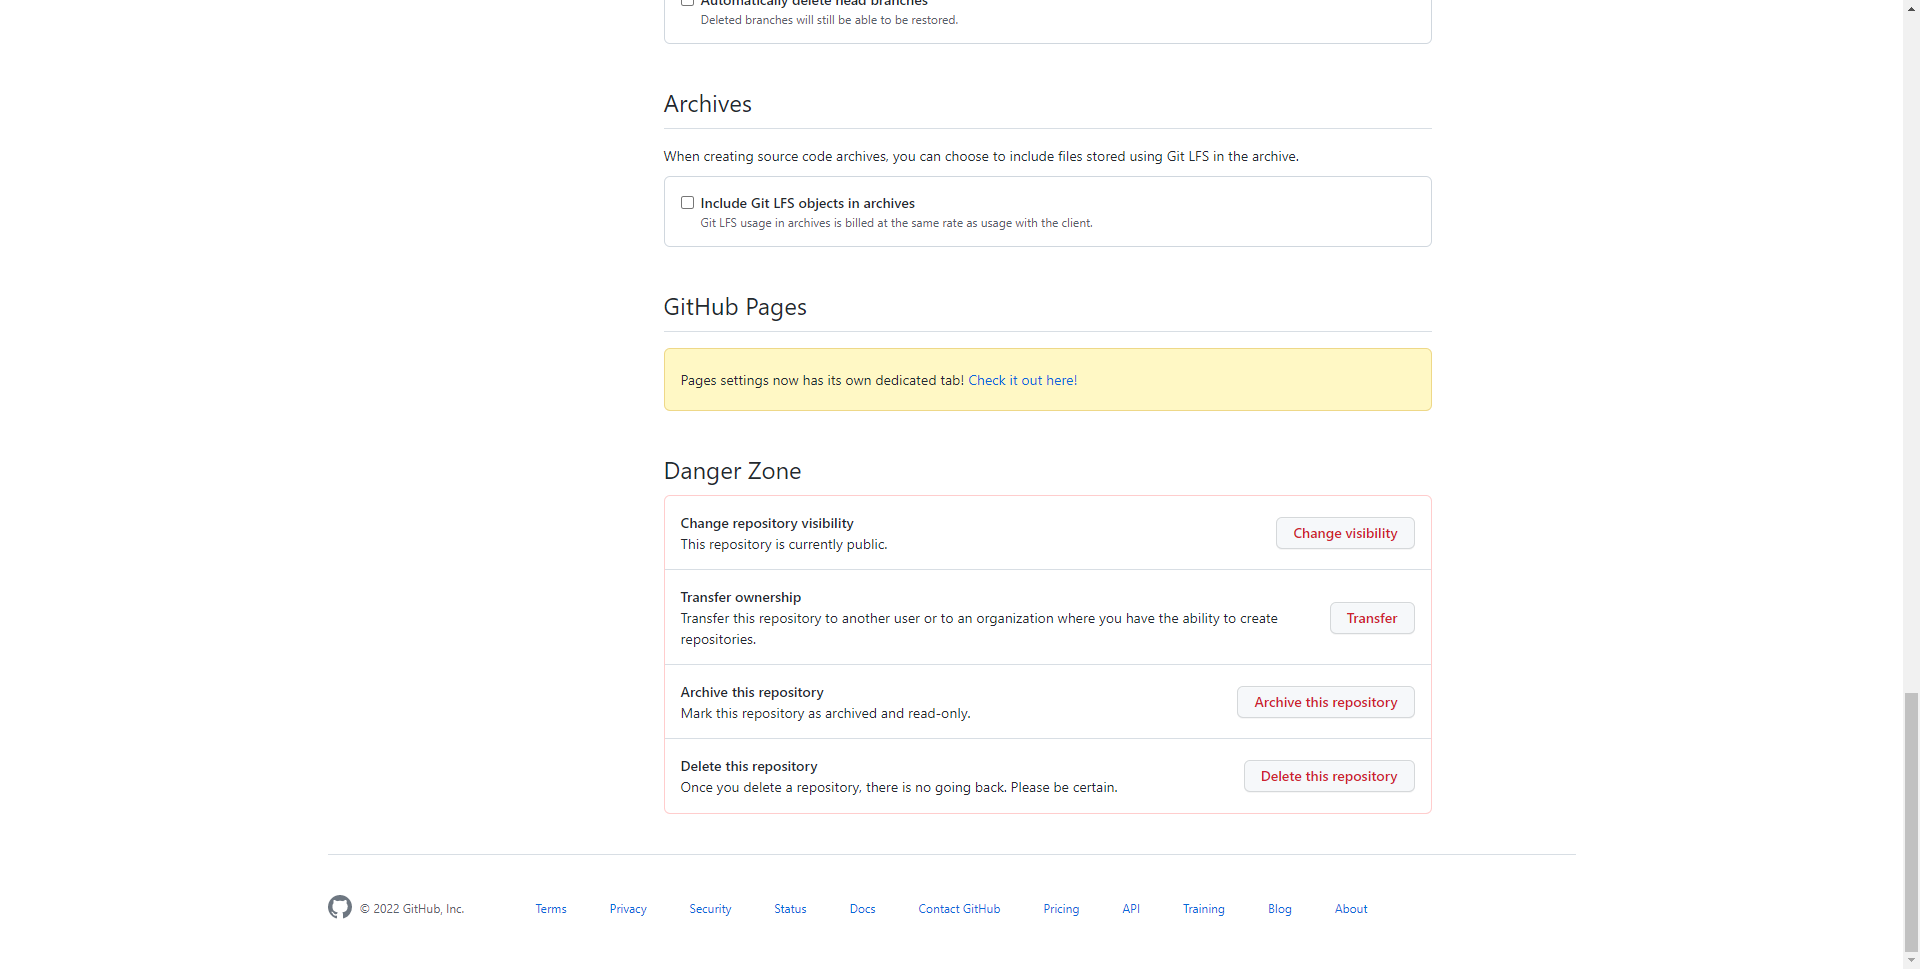 Automatically delete head branches
Deleted branches will still be able to be restored.
Archives
When creating source code archives, you can choose to include files stored using Git LFS in the archive.
Include Git LFS objects in archives
Git LFS usage in archives is billed at the same rate as usage with the client.
GitHub Pages
Pages settings now has its own dedicated tab! Check it out here!
Danger Zone
Change repository visibility
This repository is currently public.
Change visibility
Transfer ownership
Transfer this repository to another user or to an organization where you have the ability to create
repositories.
Transfer
Archive this repository
Mark this repository as archived and read-only.
Archive this repository
Delete this repository
Once you delete a repository, there is no going back. Please be certain.
Delete this repository
© 2022 GitHub, Inc. Terms Privacy Security Status Docs Contact GitHub Pricing API Training Blog About